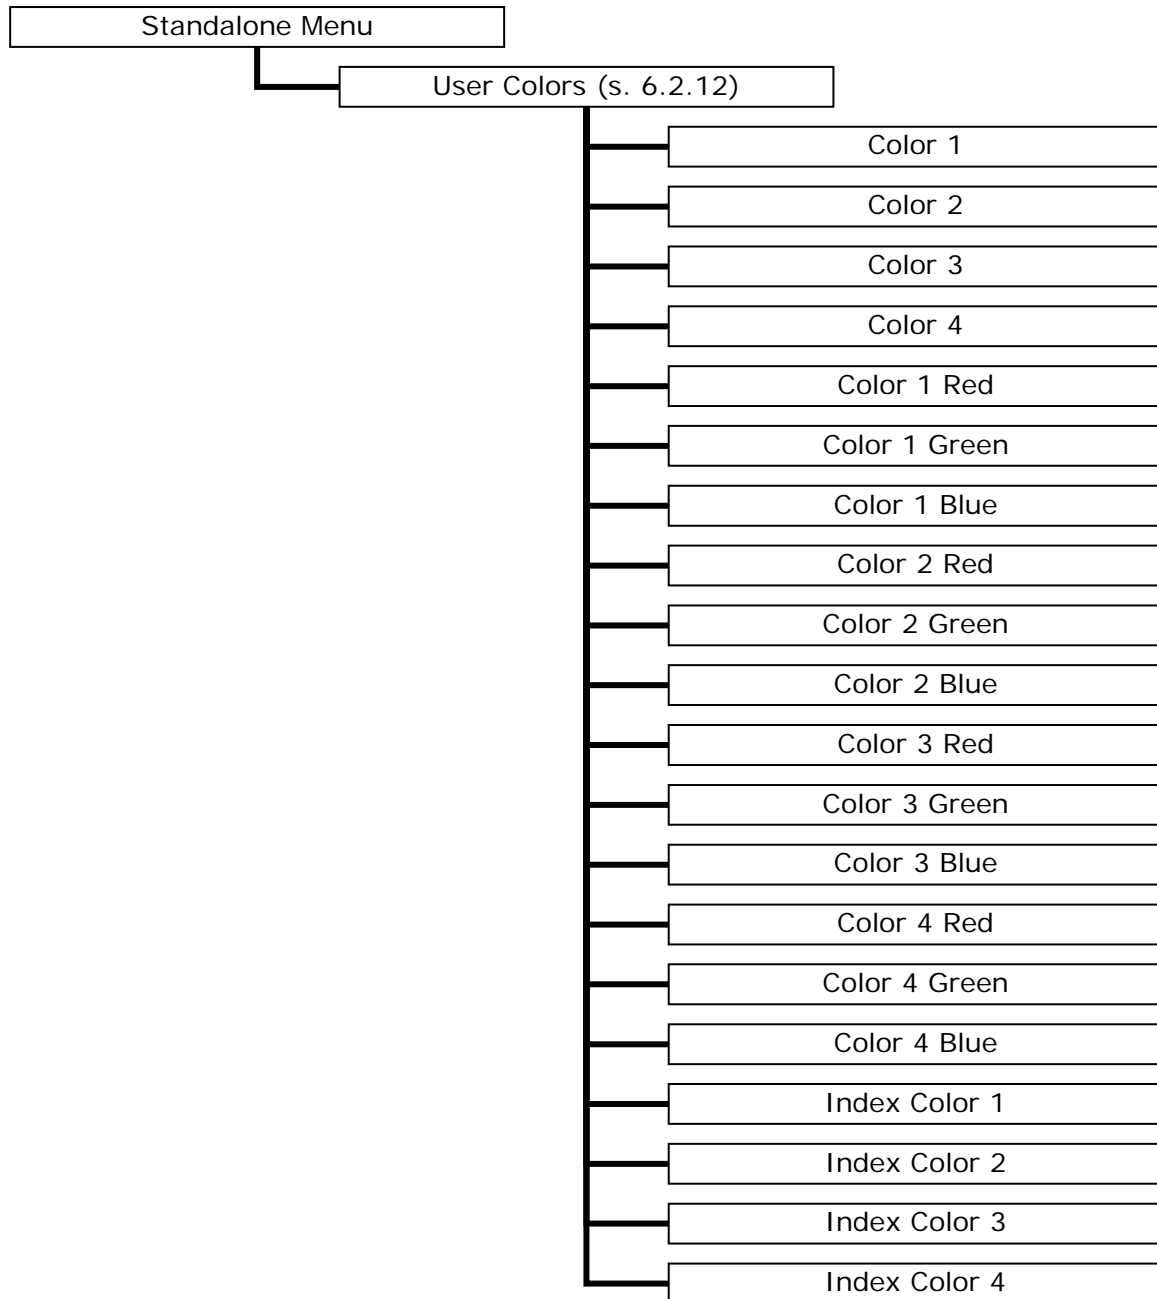 Standalone Menu
User Colors (s. 6.2.12)
Color 1
Color 2
Color 3
Color 4
Color 1 Red
Color 1 Green
Color 1 Blue
Color 2 Red
Color 2 Green
Color 2 Blue
Color 3 Red
Color 3 Green
Color 3 Blue
Color 4 Red
Color 4 Green
Color 4 Blue
Index Color 1
Index Color 2
Index Color 3
Index Color 4